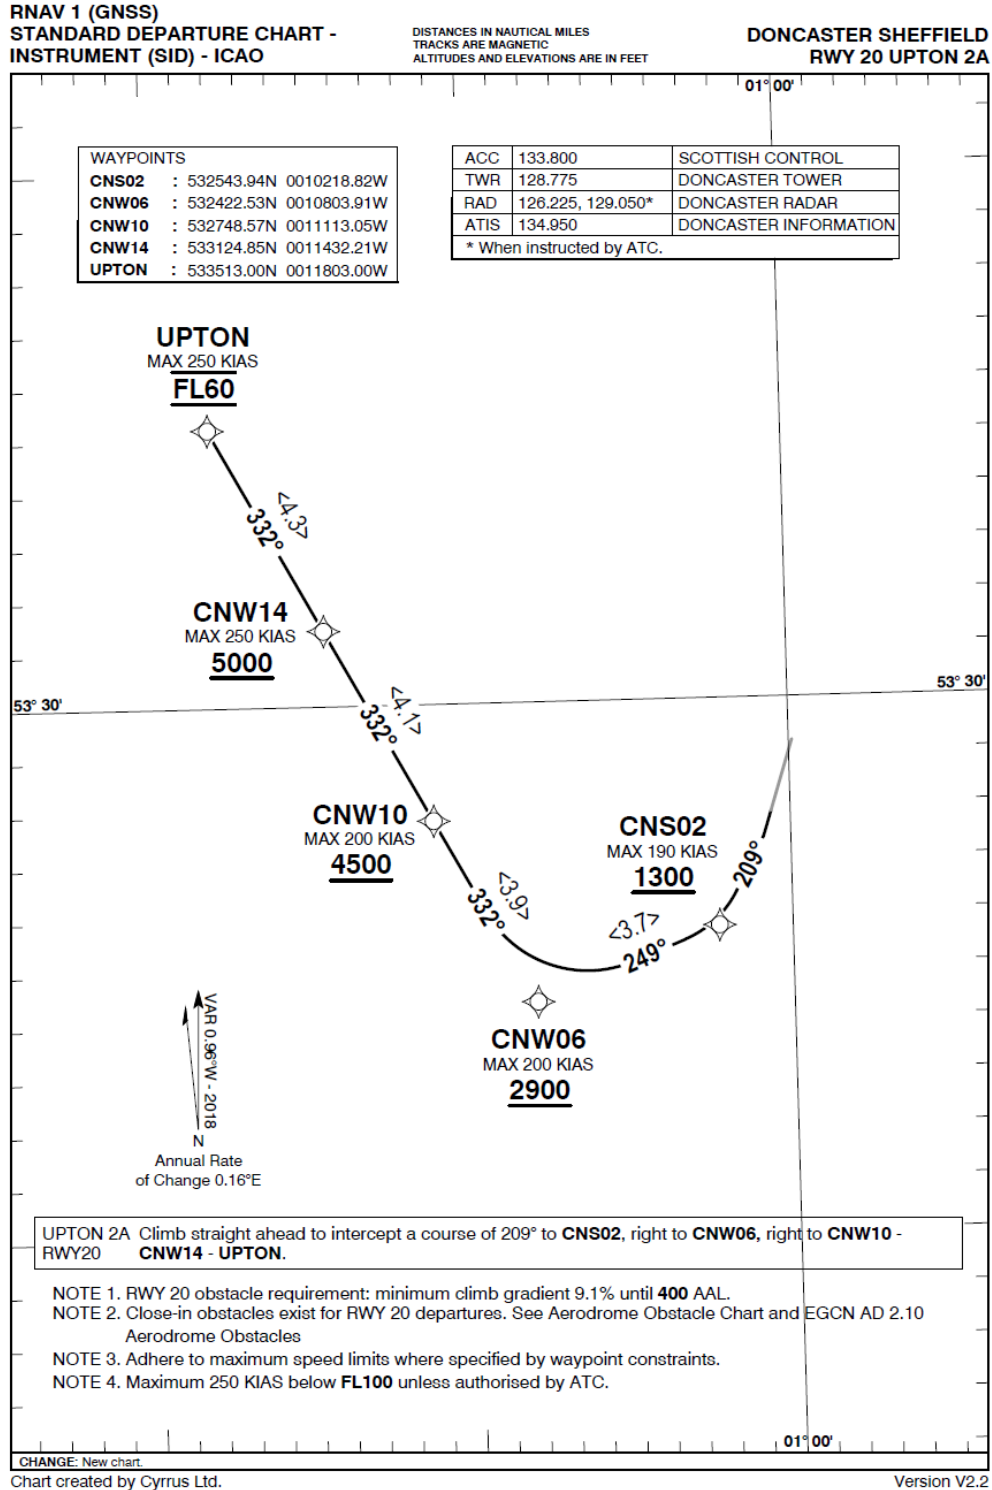 RNAV 1 (GNSS)
STANDARD DEPARTURE CHART -
INSTRUMENT (SID) - ICAO
DISTANCES IN NAUTICAL MILES
TRACKS ARE MAGNETIC
ALTITUDES AND ELEVATIONS ARE IN FEET
DONCASTER SHEFFIELD
RWY 20 UPTON 2A
01° 00'
WAYPOINTS
CNS02 : 532543.94N 0010218.82W
CNW06 : 532422.53N 0010803.91W
CNW10 : 532748.57N 0011113.05W
CNW14 : 533124.85N 0011432.21W
UPTON : 533513.00N 0011803.00W
ACC 133.800 SCOTTISH CONTROL
TWR 128.775 DONCASTER TOWER
RAD 126.225, 129.050* DONCASTER RADAR
ATIS 134.950 DONCASTER INFORMATION
* When instructed by ATC.
UPTON
MAX 250 KIAS
FL60
<4.3>
332°
CNW14
MAX 250 KIAS
5000
53° 30'
53° 30'
<4.1>
332°
CNW10
MAX 200 KIAS
4500
CNS02
MAX 190 KIAS
1300
209°
<3.9>
332°
<3.7>
249°
CNW06
MAX 200 KIAS
2900
VAR 0.96°W - 2018
N
Annual Rate
of Change 0.16°E
UPTON 2A Climb straight ahead to intercept a course of 209° to CNS02, right to CNW06, right to CNW10 -
RWY20 CNW14 - UPTON.
NOTE 1. RWY 20 obstacle requirement: minimum climb gradient 9.1% until 400 AAL.
NOTE 2. Close-in obstacles exist for RWY 20 departures. See Aerodrome Obstacle Chart and EGCN AD 2.10
Aerodrome Obstacles
NOTE 3. Adhere to maximum speed limits where specified by waypoint constraints.
NOTE 4. Maximum 250 KIAS below FL100 unless authorised by ATC.
01° 00'
CHANGE: New chart.
Chart created by Cyrrus Ltd.
Version V2.2